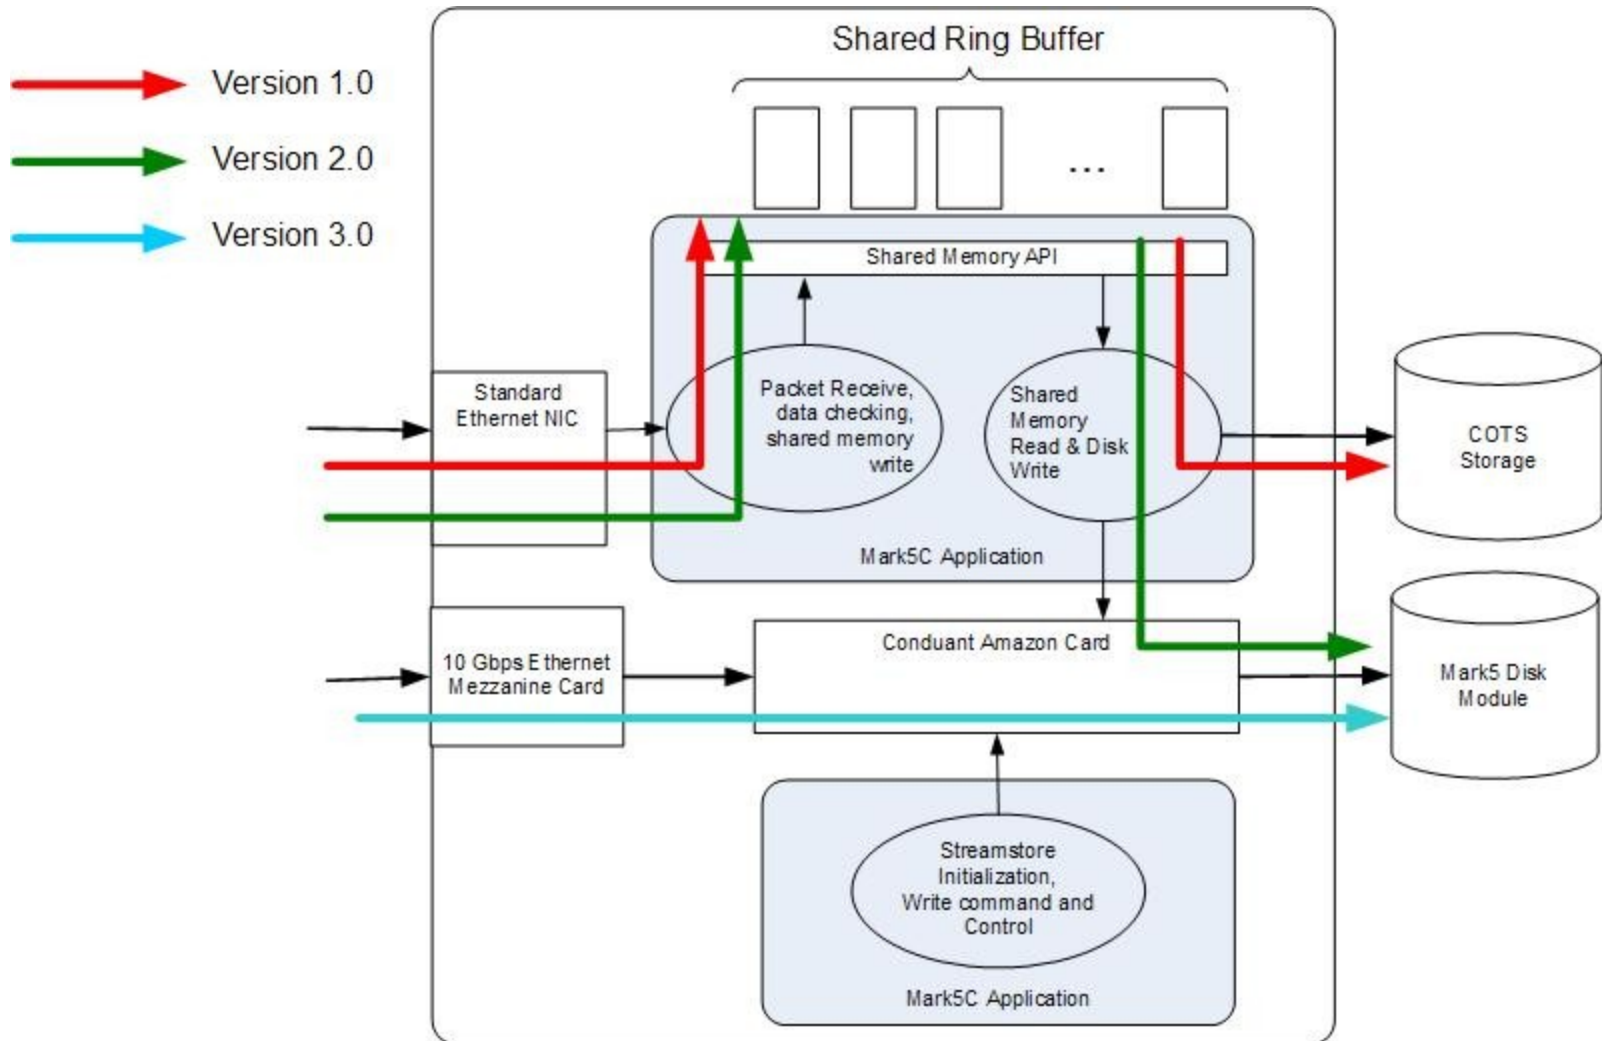 Shared Ring Buffer
Version 1.0
Version 2.0
Version 3.0
...
Shared Memory API
Standard
Ethernet NIC
Packet Receive,
data checking,
shared memory
write
Shared
Memory
Read & Disk
Write
COTS
Storage
Mark5C Application
10 Gbps Ethernet
Mezzanine Card
Conduant Amazon Card
Mark5 Disk
Module
Streamstore
Initialization,
Write command and
Control
Mark5C Application